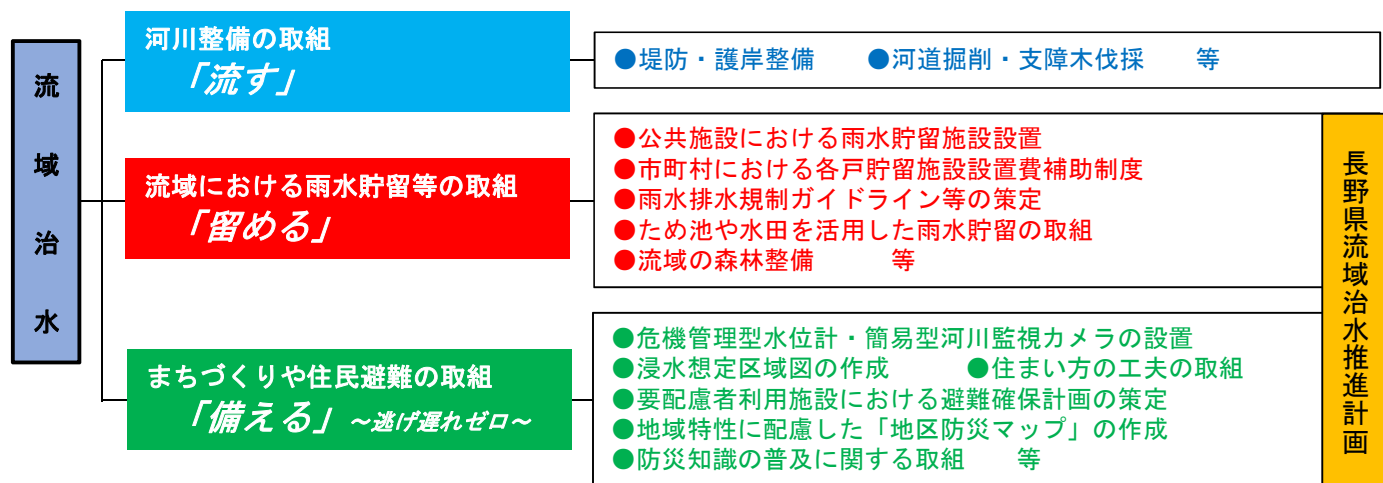 流域治水
河川整備の取組
「流す」
●堤防・護岸整備　　●河道掘削・支障木伐採　　等
流域における雨水貯留等の取組
「留める」
●公共施設における雨水貯留施設設置
●市町村における各戸貯留施設設置費補助制度
●雨水排水規制ガイドライン等の策定
●ため池や水田を活用した雨水貯留の取組
●流域の森林整備　　　等
まちづくりや住民避難の取組
「備える」～逃げ遅れゼロ～
●危機管理型水位計・簡易型河川監視カメラの設置
●浸水想定区域図の作成　　　●住まい方の工夫の取組
●要配慮者利用施設における避難確保計画の策定
●地域特性に配慮した「地区防災マップ」の作成
●防災知識の普及に関する取組　　等
長野県流域治水推進計画